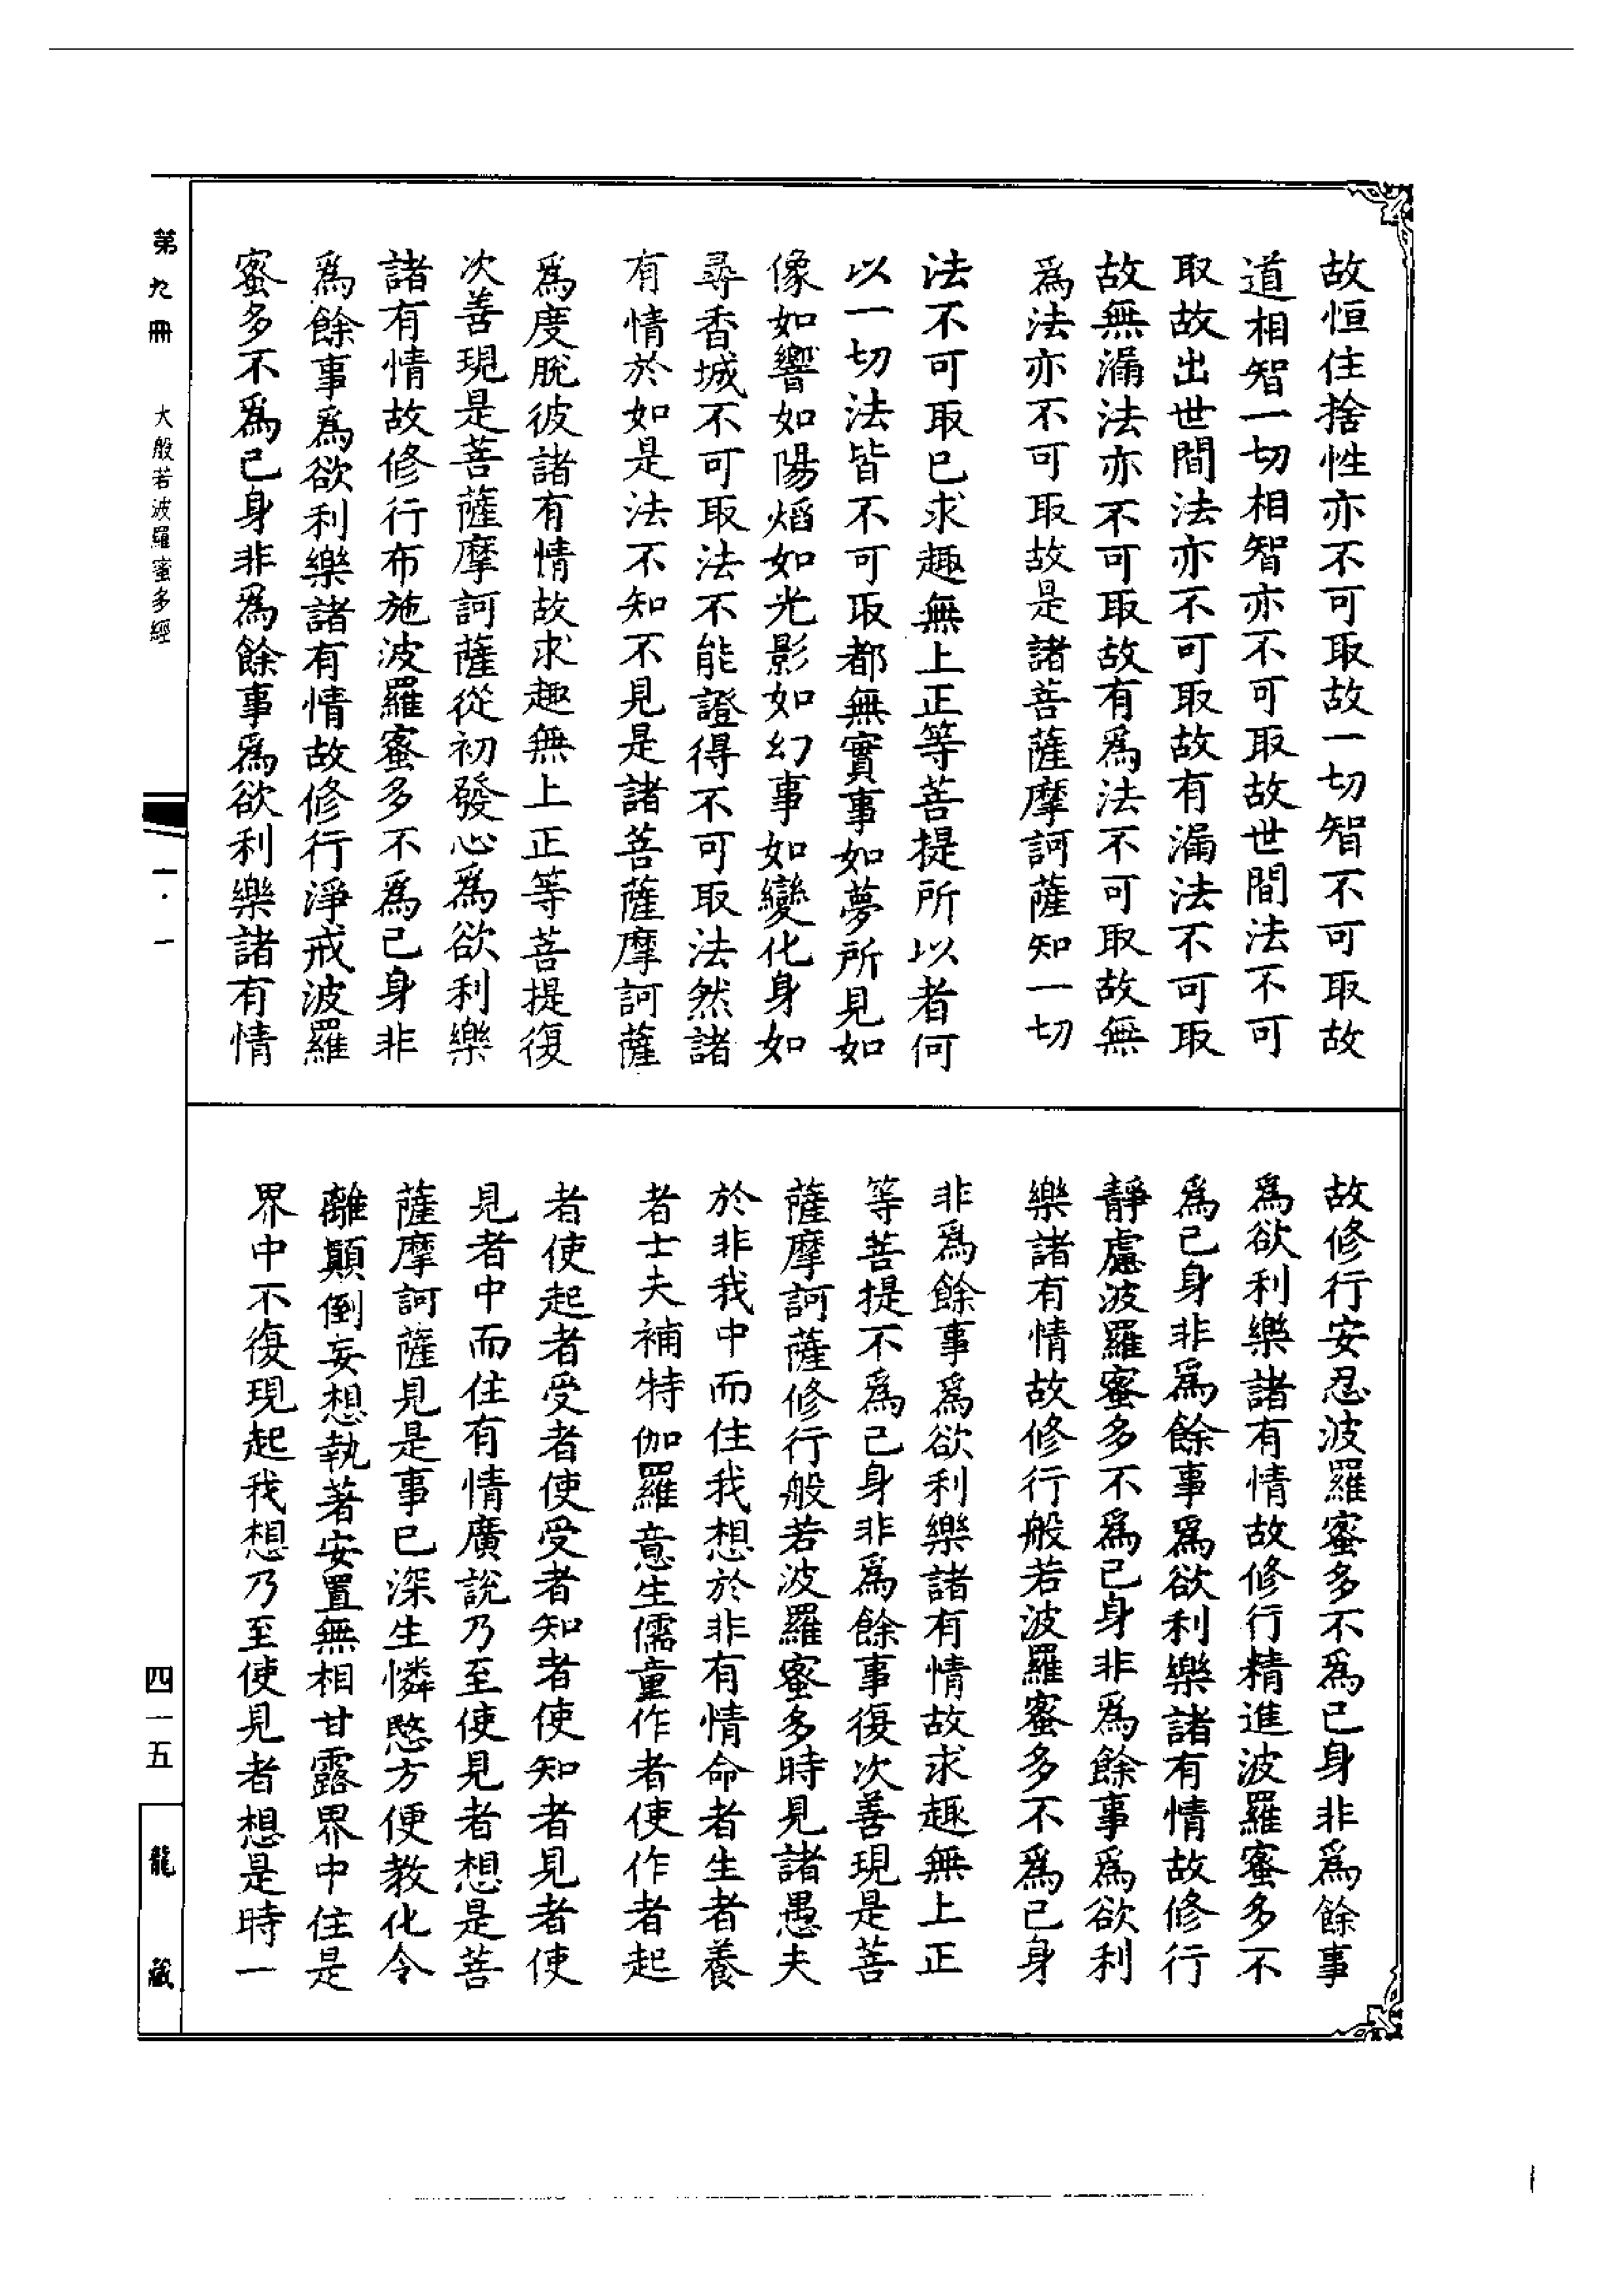 故恒住捨性亦不可取故一切智不可取故
道相智一切相智亦不可取故世間法不可
取故出世間法亦不可取故有漏法不可取
故無漏法亦不可取故有爲法不可取故無
爲法亦不可取故是諸菩薩摩訶薩知一切
法不可取已求趣無上正等菩提所以者何
以一切法皆不可取都無實事如夢所見如
像如響如陽焰如光影如幻事如變化身如
尋香城不可取法不能證得不可取法然諸
有情於如是法不知不見是諸菩薩摩訶薩
爲度脫彼諸有情故求趣無上正等菩提復
次善現是菩薩摩訶薩從初發心爲欲利樂
諸有情故修行布施波羅蜜多不爲己身非
爲餘事爲欲利樂諸有情故修行淨戒波羅
蜜多不爲己身非爲餘事爲欲利樂諸有情
故修行安忍波羅蜜多不爲己身非爲餘事
爲欲利樂諸有情故修行精進波羅蜜多不
爲己身非爲餘事爲欲利樂諸有情故修行
靜慮波羅蜜多不爲己身非爲餘事爲欲利
樂諸有情故修行般若波羅蜜多不爲己身
非爲餘事爲欲利樂諸有情故求趣無上正
等菩提不爲己身非爲餘事復次善現是菩
薩摩訶薩修行般若波羅蜜多時見諸愚夫
於非我中而住我想於非有情命者生者養
者士夫補特伽羅意生儒童作者使作者起
者使起者受者使受者知者使知者見者使
見者中而住有情廣說乃至使見者想是菩
薩摩訶薩見是事已深生憐愍方便教化令
離顛倒妄想執著安置無相甘露界中住是
界中不復現起我想乃至使見者想是時一
第九冊 大般若波羅蜜多經
一·一
四一五
龍藏